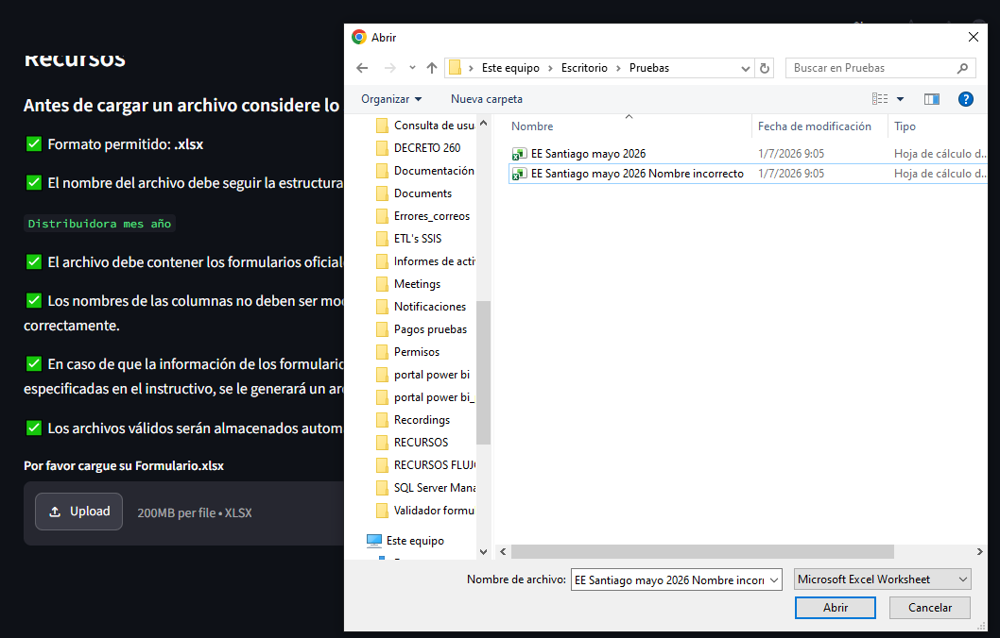 Recursos
Antes de cargar un archivo considere lo
Formato permitido: .xlsx
El nombre del archivo debe seguir la estructura
Distribuidora mes año
El archivo debe contener los formularios oficial
Los nombres de las columnas no deben ser mod
correctamente.
En caso de que la información de los formulario
especificadas en el instructivo, se le generará un ar
Los archivos válidos serán almacenados autom
Por favor cargue su Formulario.xlsx
Upload
200MB per file • XLSX
Abrir
Este equipo
Escritorio
Pruebas
Buscar en Pruebas
Organizar
Nueva carpeta
Consulta de usu
DECRETO 260
Documentación
Documents
Errores_correos
ETL's SSIS
Informes de acti
Meetings
Notificaciones
Pagos pruebas
Permisos
portal power bi
portal power bi_
Recordings
RECURSOS
RECURSOS FLUJO
SQL Server Mana
Validador formu
Este equipo
Nombre Fecha de modificación Tipo
EE Santiago mayo 2026 1/7/2026 9:05 Hoja de cálculo d...
EE Santiago mayo 2026 Nombre incorrecto 1/7/2026 9:05 Hoja de cálculo d...
Nombre de archivo: EE Santiago mayo 2026 Nombre incorr Microsoft Excel Worksheet
Abrir Cancelar